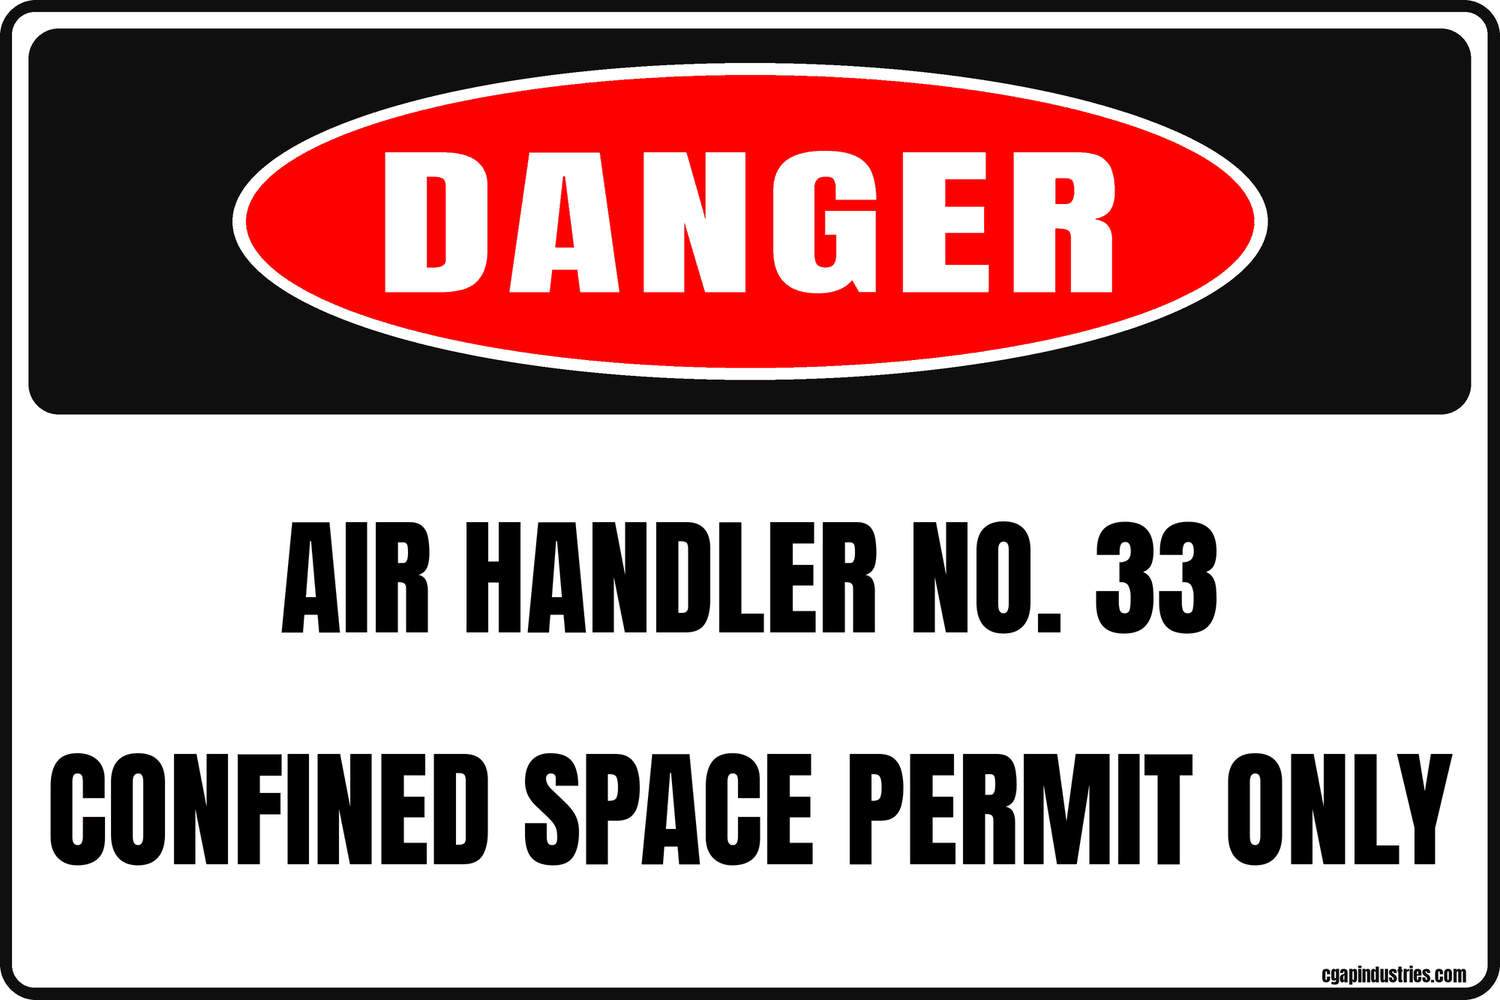 DANGER
AIR HANDLER NO. 33
CONFINED SPACE PERMIT ONLY
cgapindustries.com